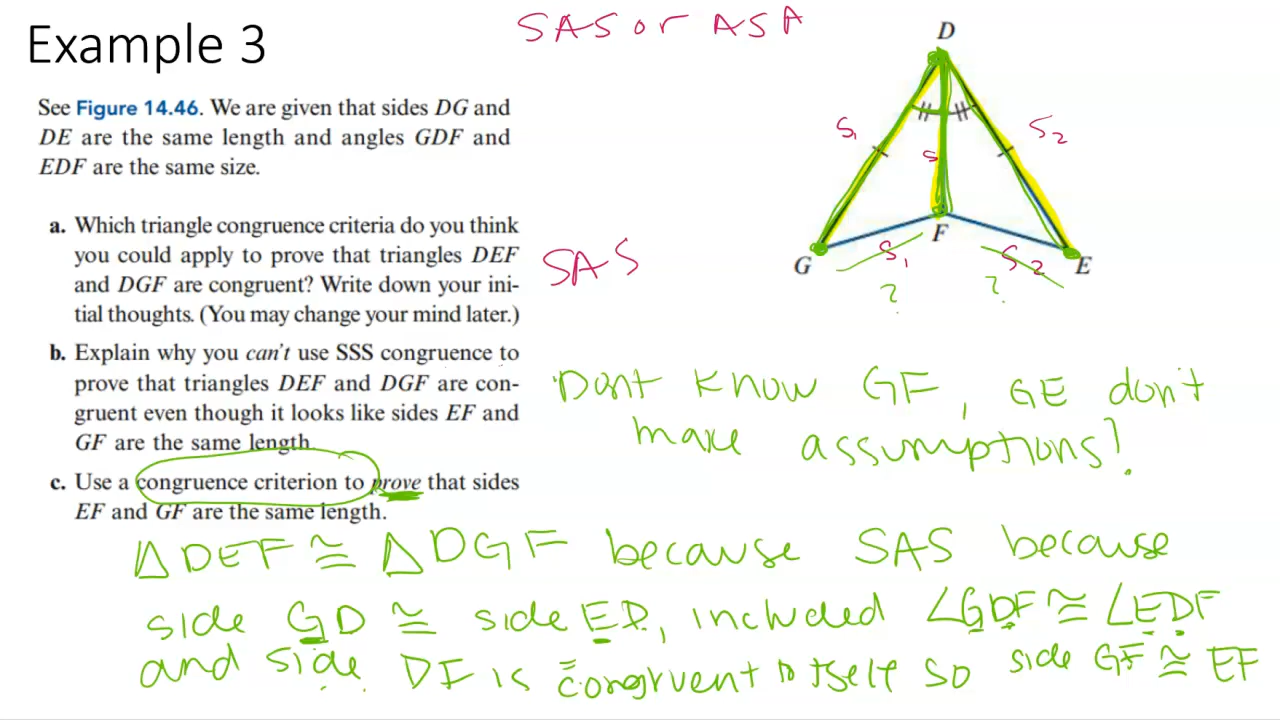 Example 3
SAS or ASA
See Figure 14.46. We are given that sides DG and
DE are the same length and angles GDF and
EDF are the same size.
a. Which triangle congruence criteria do you think
you could apply to prove that triangles DEF
and DGF are congruent? Write down your ini-
tial thoughts. (You may change your mind later.)
b. Explain why you can't use SSS congruence to
prove that triangles DEF and DGF are con-
gruent even though it looks like sides EF and
GF are the same length.
c. Use a congruence criterion to prove that sides
EF and GF are the same length.
D
S1
S
S2
F
G
S1
S2
E
?
?
SAS
Dont know GF, GE don't
make assumptions!
ΔDEF ≅ ΔDGF because SAS because
side GD ≅ side ED, included ∠GDF ≅ ∠EDF
and side DF is congruent to itself so side GF ≅ EF